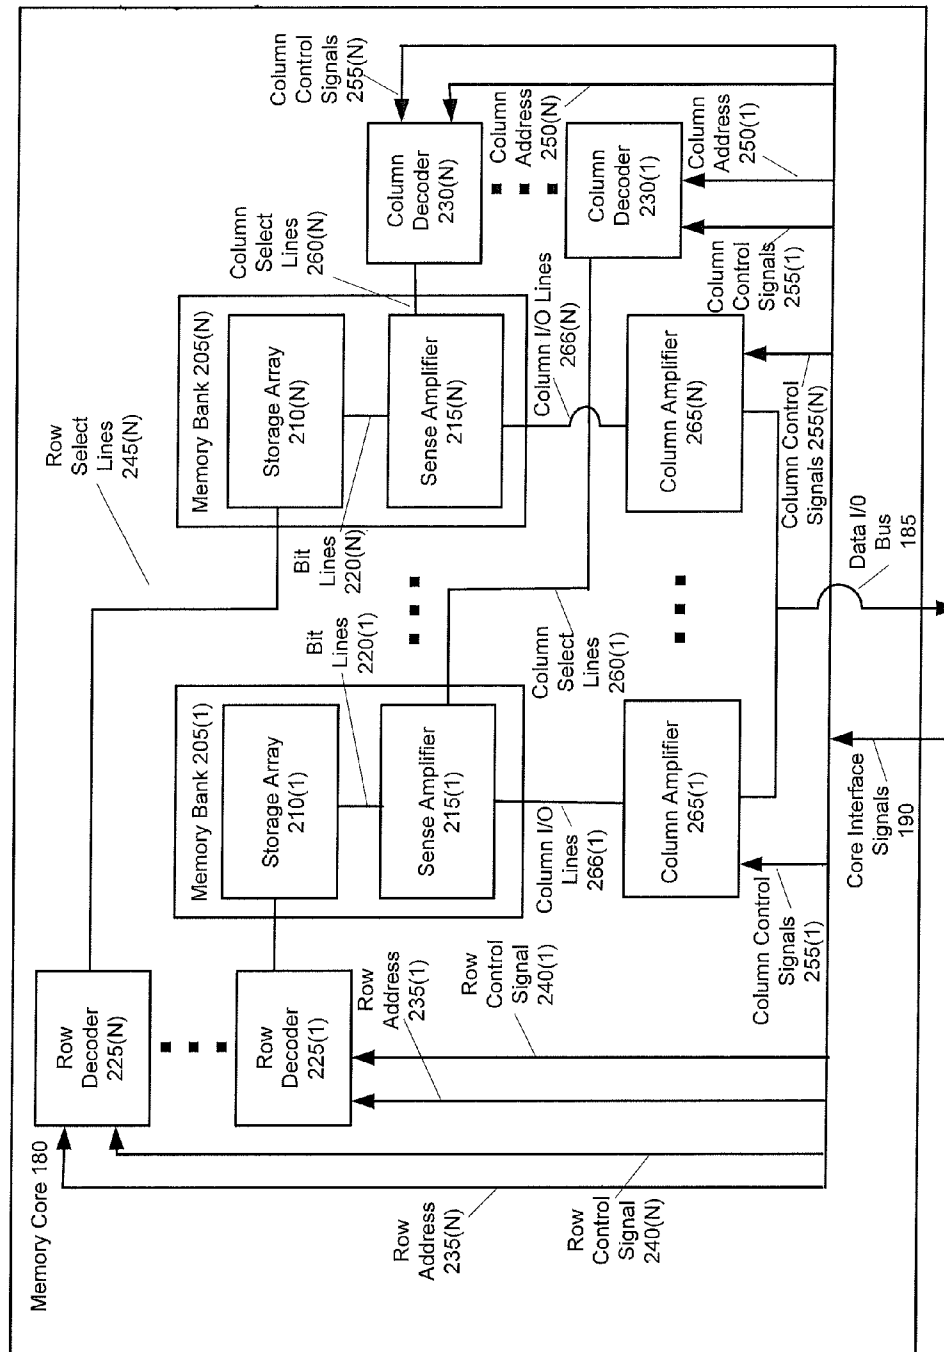 Memory Core 180
Row
Decoder
225(N)
Row
Select
Lines
245(N)
Row
Decoder
225(1)
Memory Bank 205(1)
Storage Array
210(1)
Sense Amplifier
215(1)
Bit
Lines
220(1)
Memory Bank 205(N)
Storage Array
210(N)
Sense Amplifier
215(N)
Bit
Lines
220(N)
Column
Select
Lines
260(N)
Column
Control
Signals
255(N)
Column
Decoder
230(N)
Column
Address
250(N)
Column
Decoder
230(1)
Column
Address
250(1)
Column
Control
Signals
255(1)
Row
Address
235(N)
Row
Control
Signal
240(N)
Row
Address
235(1)
Row
Control
Signal
240(1)
Column I/O
Lines
266(1)
Column
Select
Lines
260(1)
Column I/O Lines
266(N)
Column Amplifier
265(1)
Column Amplifier
265(N)
Column Control
Signals
255(1)
Column Control
Signals 255(N)
Core Interface
Signals
190
Data I/0
Bus
185